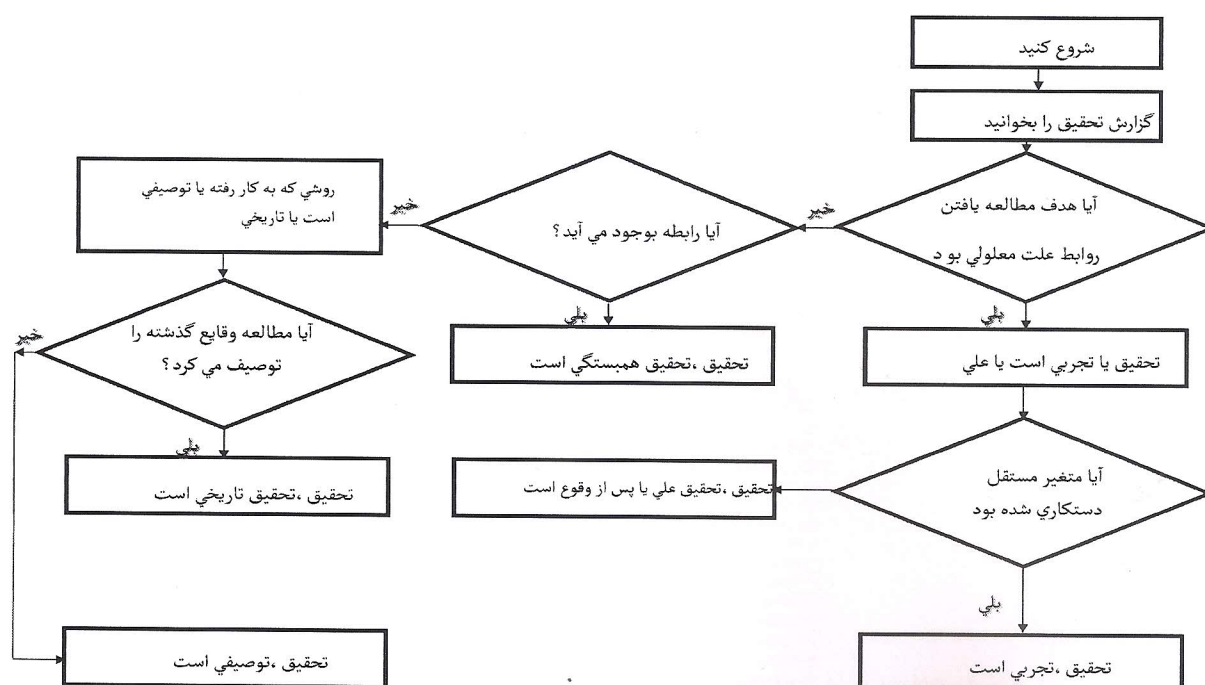 شروع کنید
گزارش تحقیق را بخوانید
آیا هدف مطالعه یافتن
روابط علت معلولي بو د
خیر
بلي
آیا رابطه بوجود مي آید ؟
خیر
بلي
روشي که به کار رفته یا توصیفي
است یا تاریخي
آیا مطالعه وقایع گذشته را
توصیف مي کرد ؟
خیر
بلي
تحقیق یا تجربي است یا علي
تحقیق ،تحقیق همبستگي است
آیا متغیر مستقل
دستکاري شده بود
بلي
تحقیق ،تحقیق علي یا پس از وقوع است
تحقیق ،تحقیق تاریخي است
تحقیق ،توصیفي است
تحقیق ،تجربي است